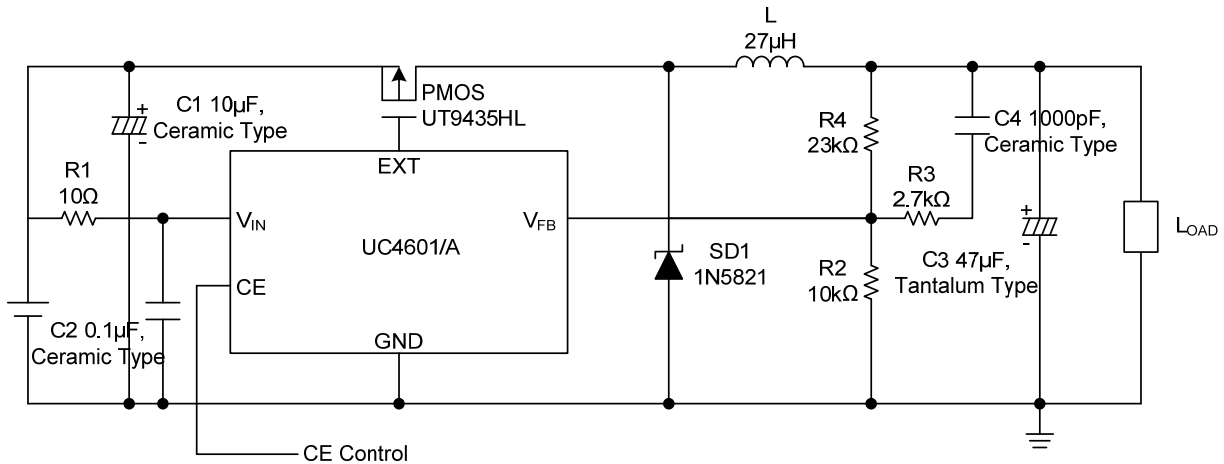 L
27µH
PMOS
UT9435HL
C1 10µF,
Ceramic Type
+
-
R4
23kΩ
C4 1000pF,
Ceramic Type
R1
10Ω
EXT
R3
2.7kΩ
VIN
VFB
UC4601/A
CE
GND
SD1
1N5821
R2
10kΩ
+
-
C3 47µF,
Tantalum Type
LOAD
C2 0.1µF,
Ceramic Type
CE Control